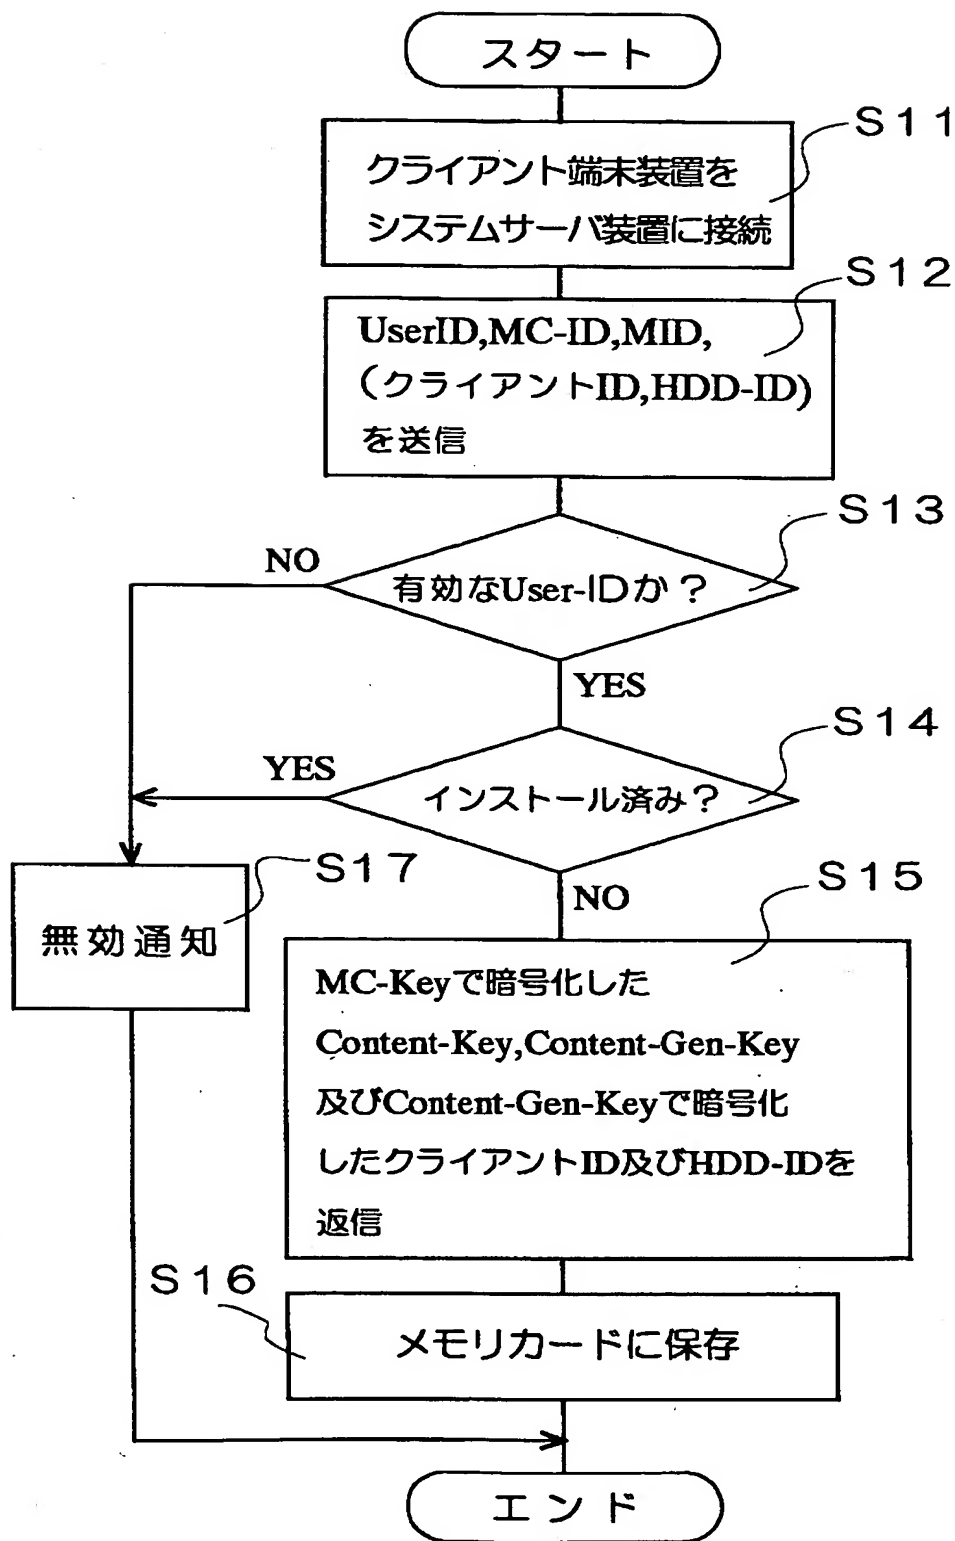 スタート
S11
クライアント端末装置を
システムサーバ装置に接続
S12
UserID,MC-ID,MID,
(クライアントID,HDD-ID)
を送信
S13
NO
有効なUser-IDか？
YES
S14
YES
インストール済み？
S17
NO
S15
無効通知
MC-Keyで暗号化した
Content-Key,Content-Gen-Key
及びContent-Gen-Keyで暗号化
したクライアントID及びHDD-IDを
返信
S16
メモリカードに保存
エンド